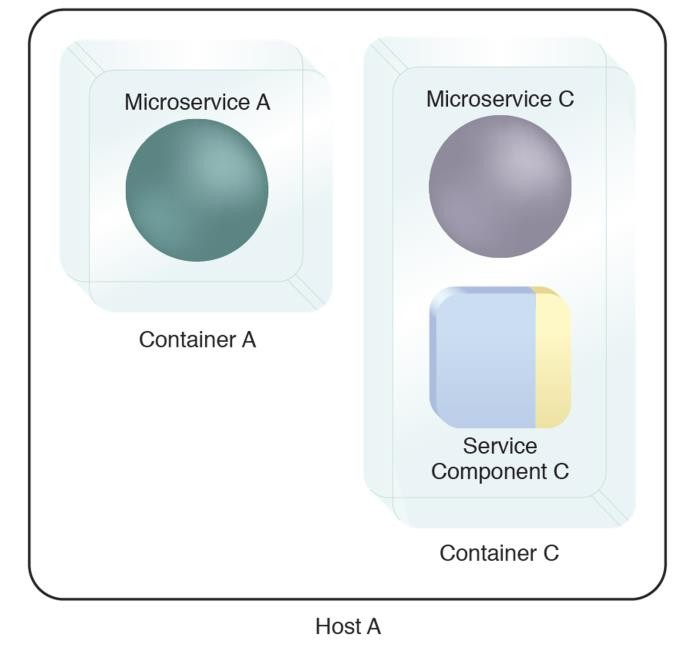 Microservice A
Container A
Microservice C
Service
Component C
Container C
Host A